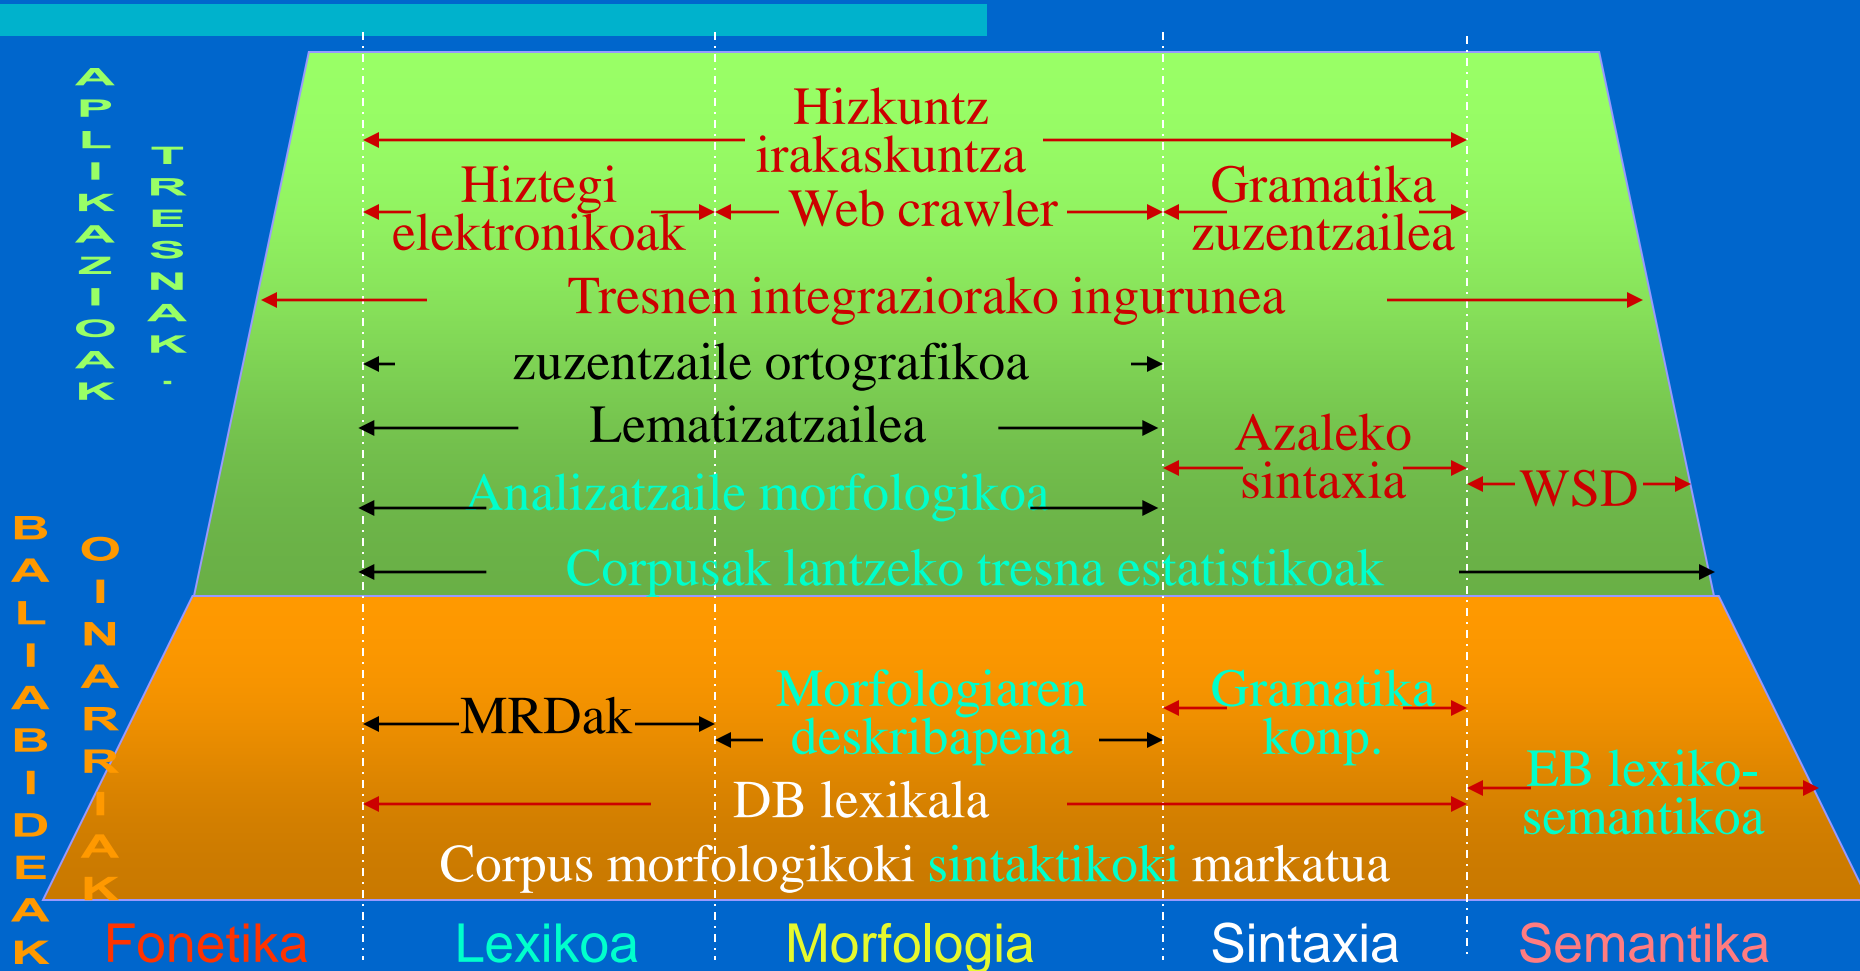 APLIKAZIOAK
TRESNAK -
Hizkuntz
irakaskuntza
Hiztegi
elektronikoak
Web crawler
Gramatika
zuzentzailea
Tresnen integraziorako ingurunea
zuzentzaile ortografikoa
Lematizatzailea
Azaleko
sintaxia
WSD
Analizatzaile morfologikoa
Corpusak lantzeko tresna estatistikoak
BALIABIDEAK
OINARRIAK
MRDak
Morfologiaren
deskribapena
Gramatika
konp.
DB lexikala
EB lexiko-
semantikoa
Corpus morfologikoki sintaktikoki markatua
Fonetika Lexikoa Morfologia Sintaxia Semantika